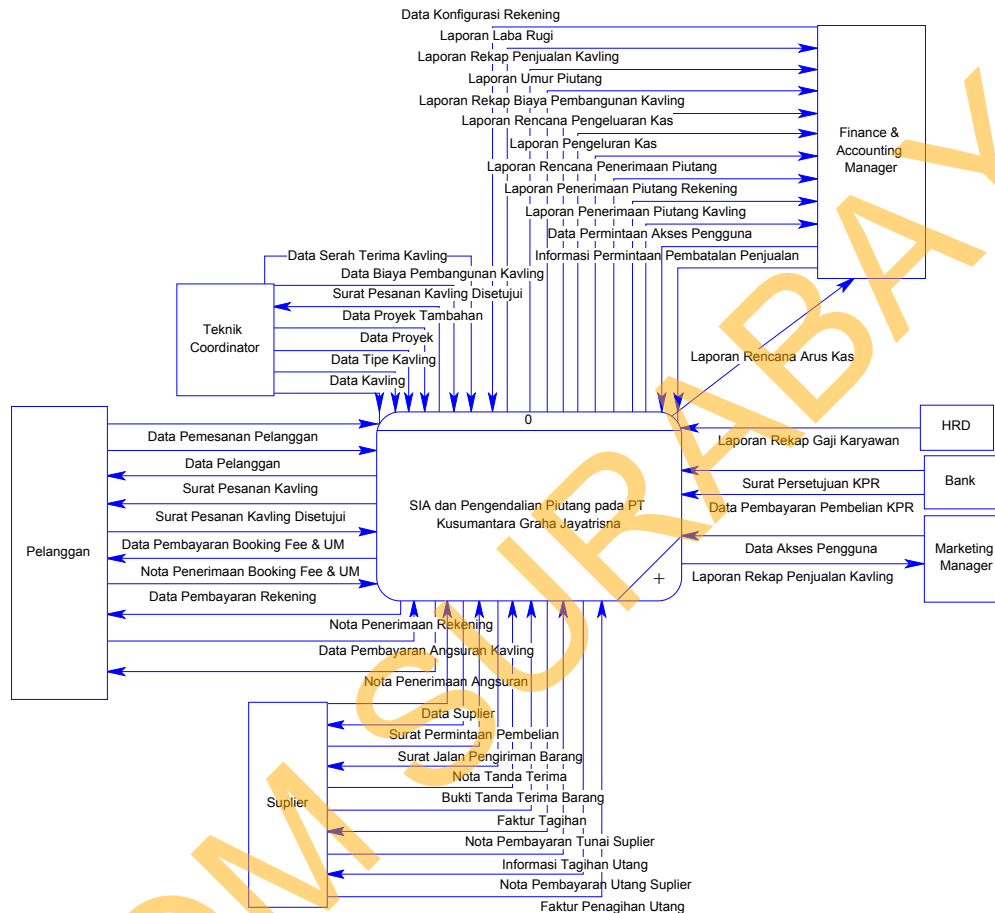 Data Konfigurasi Rekening
Laporan Laba Rugi
Laporan Rekap Penjualan Kavling
Laporan Umur Piutang
Laporan Rekap Biaya Pembangunan Kavling
Laporan Rencana Pengeluaran Kas
Laporan Pengeluran Kas
Laporan Rencana Penerimaan Piutang
Laporan Penerimaan Piutang Rekening
Laporan Penerimaan Piutang Kavling
Data Permintaan Akses Pengguna
Informasi Permintaan Pembatalan Penjualan
Finance &
Accounting
Manager
Data Serah Terima Kavling
Data Biaya Pembangunan Kavling
Surat Pesanan Kavling Disetujui
Data Proyek Tambahan
Data Proyek
Data Tipe Kavling
Data Kavling
Teknik
Coordinator
Laporan Rencana Arus Kas
0
SIA dan Pengendalian Piutang pada PT
Kusumantara Graha Jayatrisna
+
HRD
Laporan Rekap Gaji Karyawan
Bank
Surat Persetujuan KPR
Data Pembayaran Pembelian KPR
Marketing
Manager
Data Akses Pengguna
Laporan Rekap Penjualan Kavling
Pelanggan
Data Pemesanan Pelanggan
Data Pelanggan
Surat Pesanan Kavling
Surat Pesanan Kavling Disetujui
Data Pembayaran Booking Fee & UM
Nota Penerimaan Booking Fee & UM
Data Pembayaran Rekening
Nota Penerimaan Rekening
Data Pembayaran Angsuran Kavling
Nota Penerimaan Angsuran
Suplier
Data Suplier
Surat Permintaan Pembelian
Surat Jalan Pengiriman Barang
Nota Tanda Terima
Bukti Tanda Terima Barang
Faktur Tagihan
Nota Pembayaran Tunai Suplier
Informasi Tagihan Utang
Nota Pembayaran Utang Suplier
Faktur Penagihan Utang
OM SURABAY